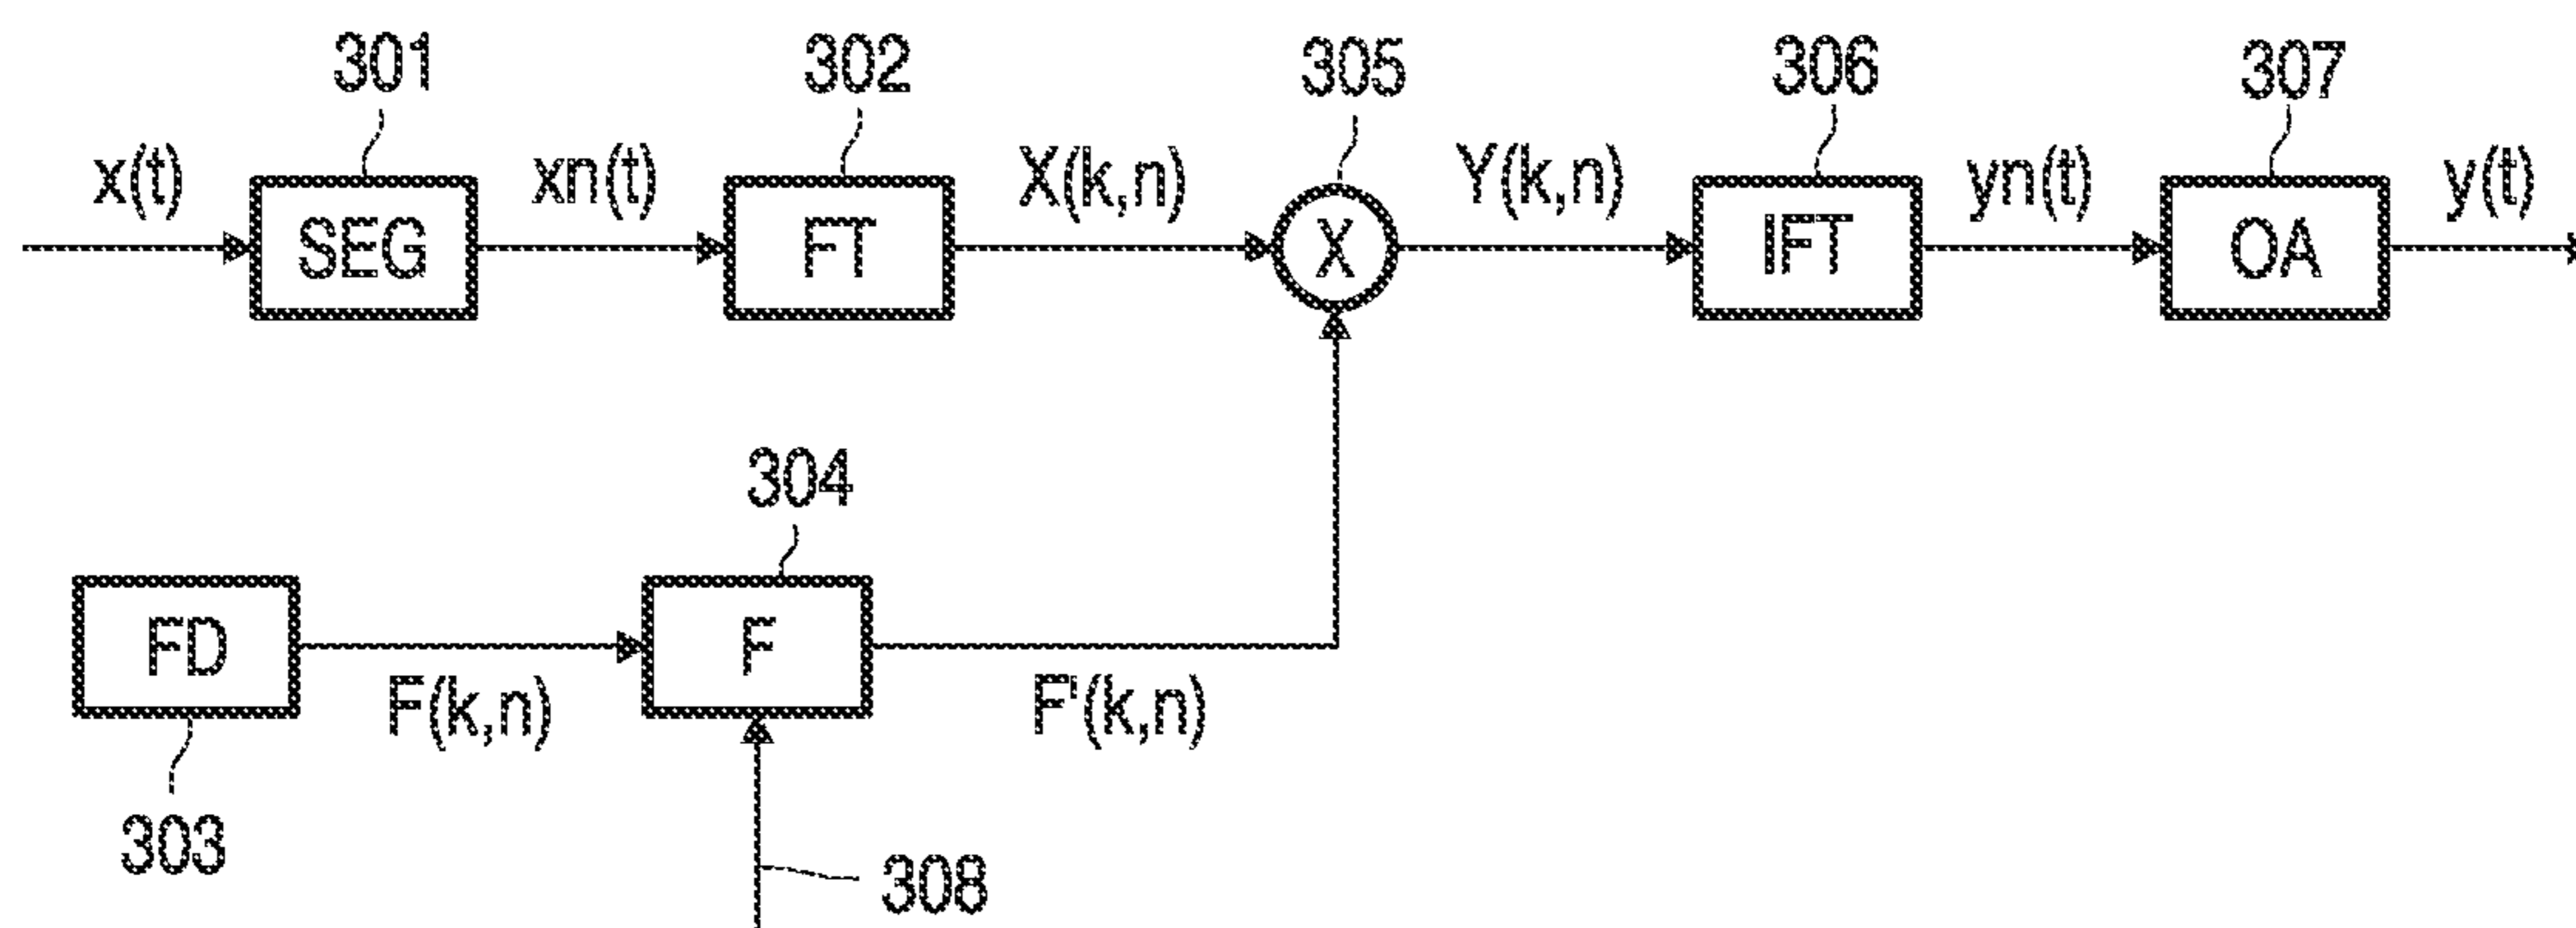 301 302 305 306 307
x(t) xn(t) X(k,n) Y(k,n) yn(t) y(t)
SEG FT X IFT OA
304
FD F
F(k,n) F'(k,n)
303 308